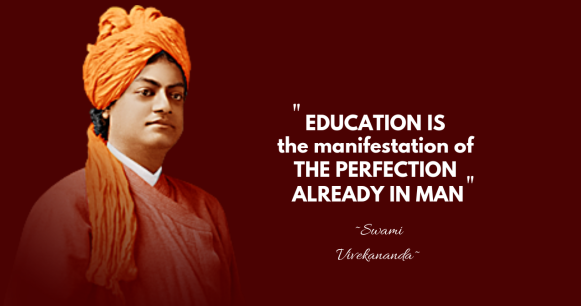 " EDUCATION IS
the manifestation of
THE PERFECTION
ALREADY IN MAN "
~Swami
Vivekananda~